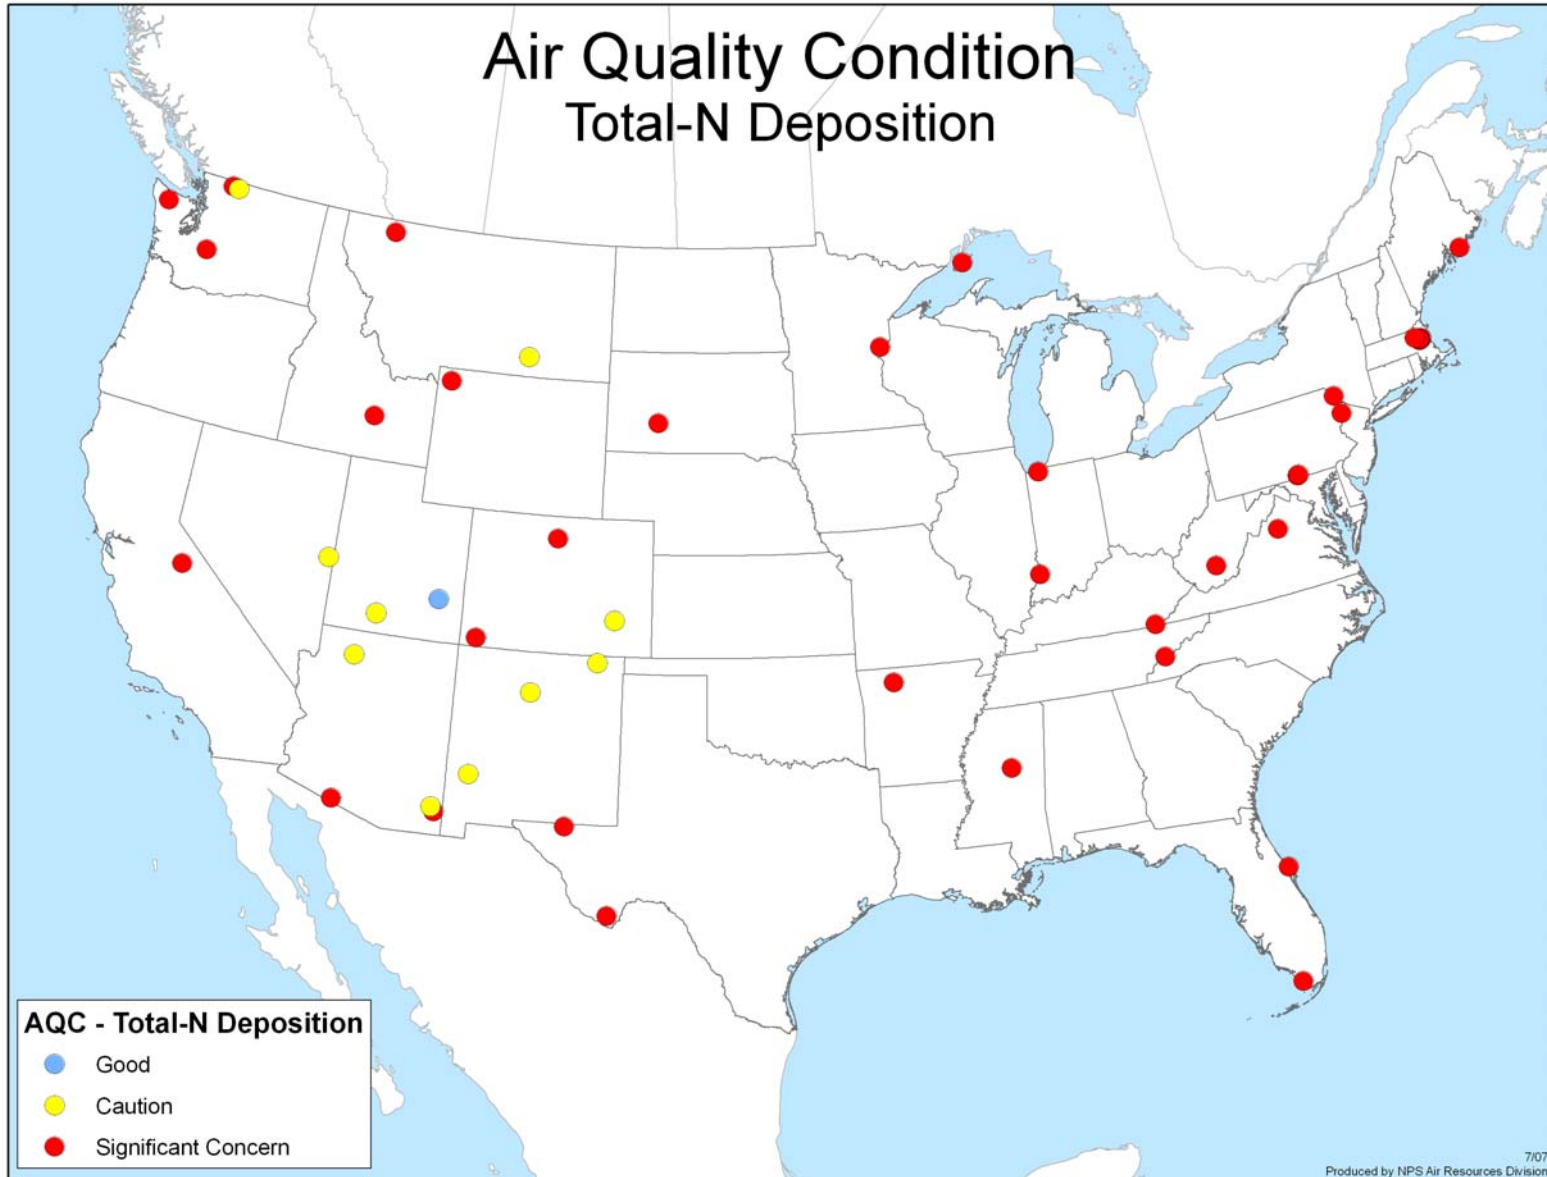 Air Quality Condition
Total-N Deposition
AQC - Total-N Deposition
Good
Caution
Significant Concern
7/07
Produced by NPS Air Resources Division